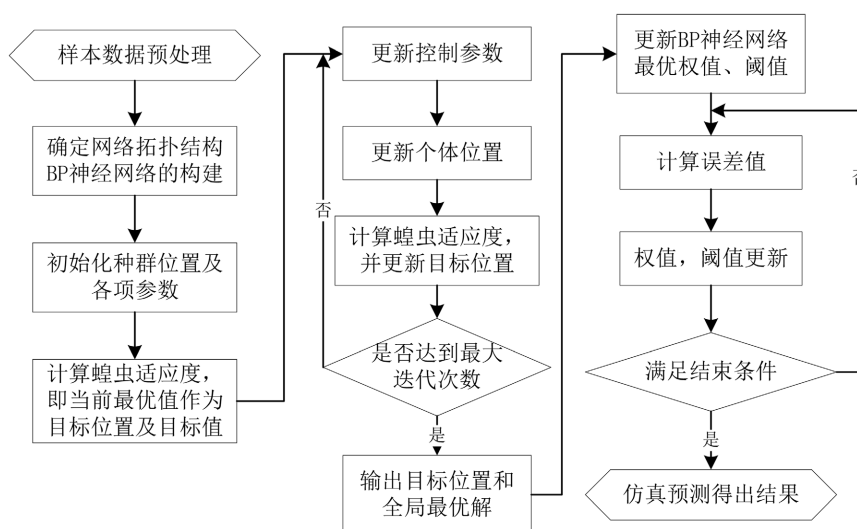 样本数据预处理
确定网络拓扑结构
BP神经网络的构建
初始化种群位置及
各项参数
计算蝗虫适应度，
即当前最优值作为
目标位置及目标值
更新控制参数
更新个体位置
计算蝗虫适应度，
并更新目标位置
是否达到最大
迭代次数
否
是
输出目标位置和
全局最优解
更新BP神经网络
最优权值、阈值
计算误差值
权值，阈值更新
满足结束条件
否
是
仿真预测得出结果